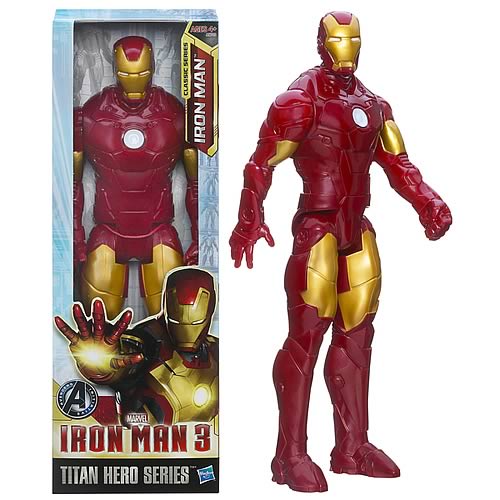 AGES 4+
CLASSIC SERIES
IRON MAN
MARVEL
IRON MAN 3
TITAN HERO SERIES
Hasbro